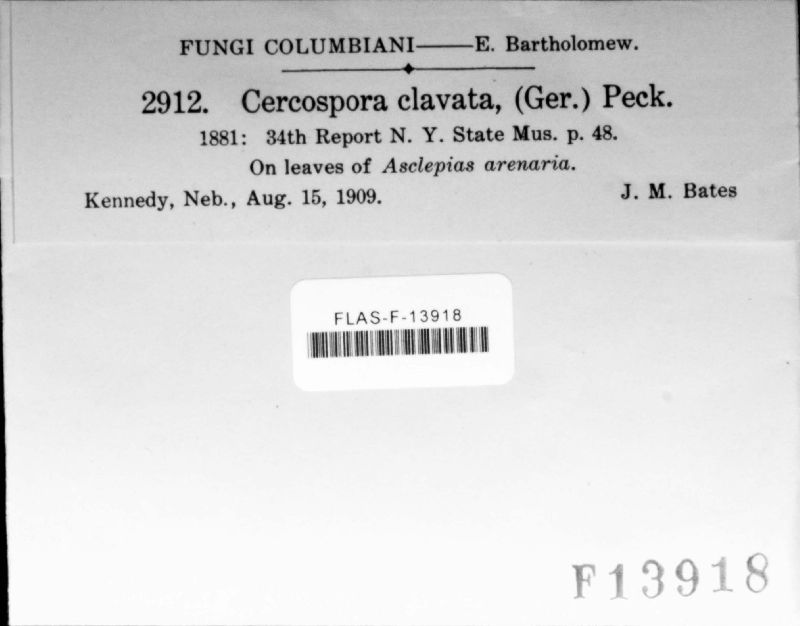 FUNGI COLUMBIANI——E. Bartholomew.
2912. Cercospora clavata, (Ger.) Peck.
1881: 34th Report N. Y. State Mus. p. 48.
On leaves of Asclepias arenaria.
Kennedy, Neb., Aug. 15, 1909. J. M. Bates
FLAS-F-13918
F13918